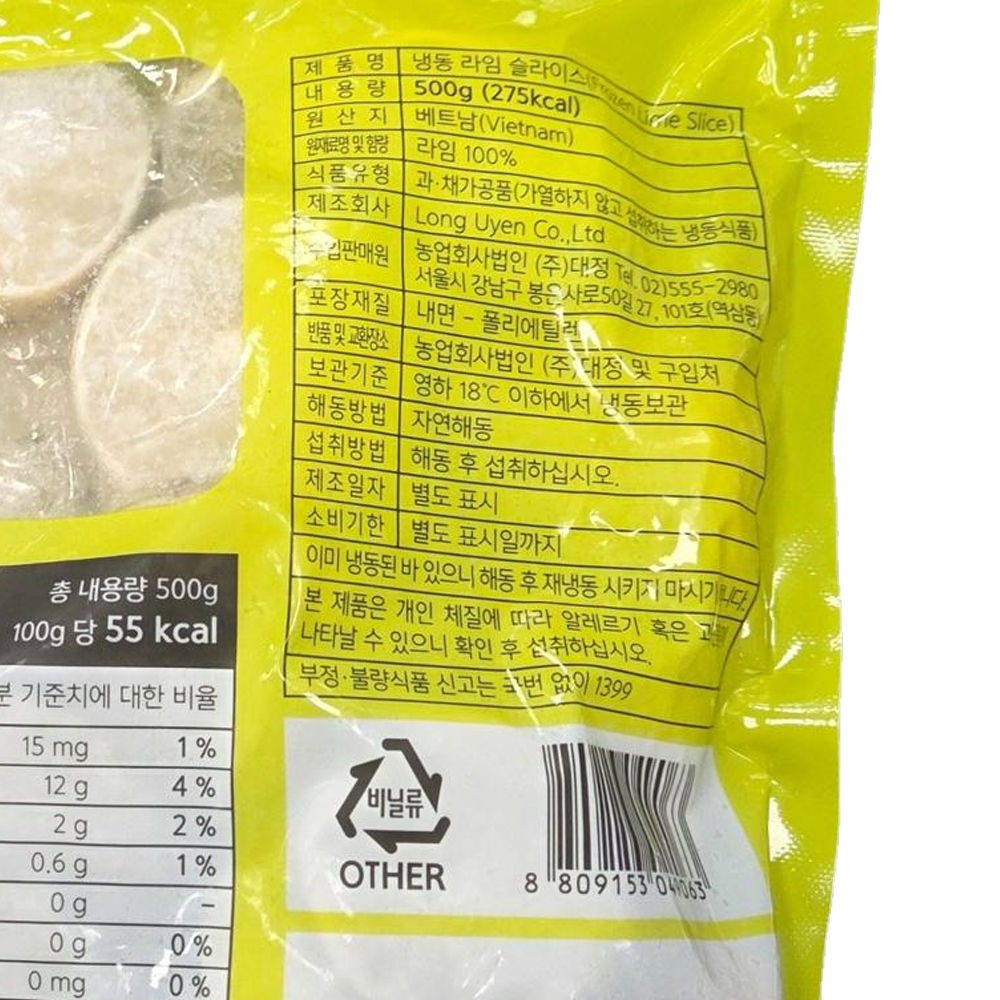 제품명 냉동 라임 슬라이스(Frozen Lime Slice)
내용량 500g (275kcal)
원산지 베트남(Vietnam)
원재료명 및 함량 라임 100%
식품유형 과·채가공품(가열하지 않고 섭취하는 냉동식품)
제조회사 Long Uyen Co.,Ltd
수입판매원 농업회사법인 (주)대정 Tel. 02)555-2980
서울시 강남구 봉은사로50길 27, 101호(역삼동)
포장재질 내면 - 폴리에틸렌
반품 및 교환장소 농업회사법인 (주)대정 및 구입처
보관기준 영하 18℃ 이하에서 냉동보관
해동방법 자연해동
섭취방법 해동 후 섭취하십시오.
제조일자 별도 표시
소비기한 별도 표시일까지
이미 냉동된 바 있으니 해동 후 재냉동 시키지 마시기
본 제품은 개인 체질에 따라 알레르기 혹은
나타날 수 있으니 확인 후 섭취하십시오.
부정·불량식품 신고는 국번 없이 1399
총 내용량 500g
100g 당 55 kcal
기준치에 대한 비율
15 mg 1 %
12 g 4 %
2 g 2 %
0.6 g 1 %
0 g –
0 g 0 %
0 mg 0 %
비닐류
OTHER
8 809153 049063